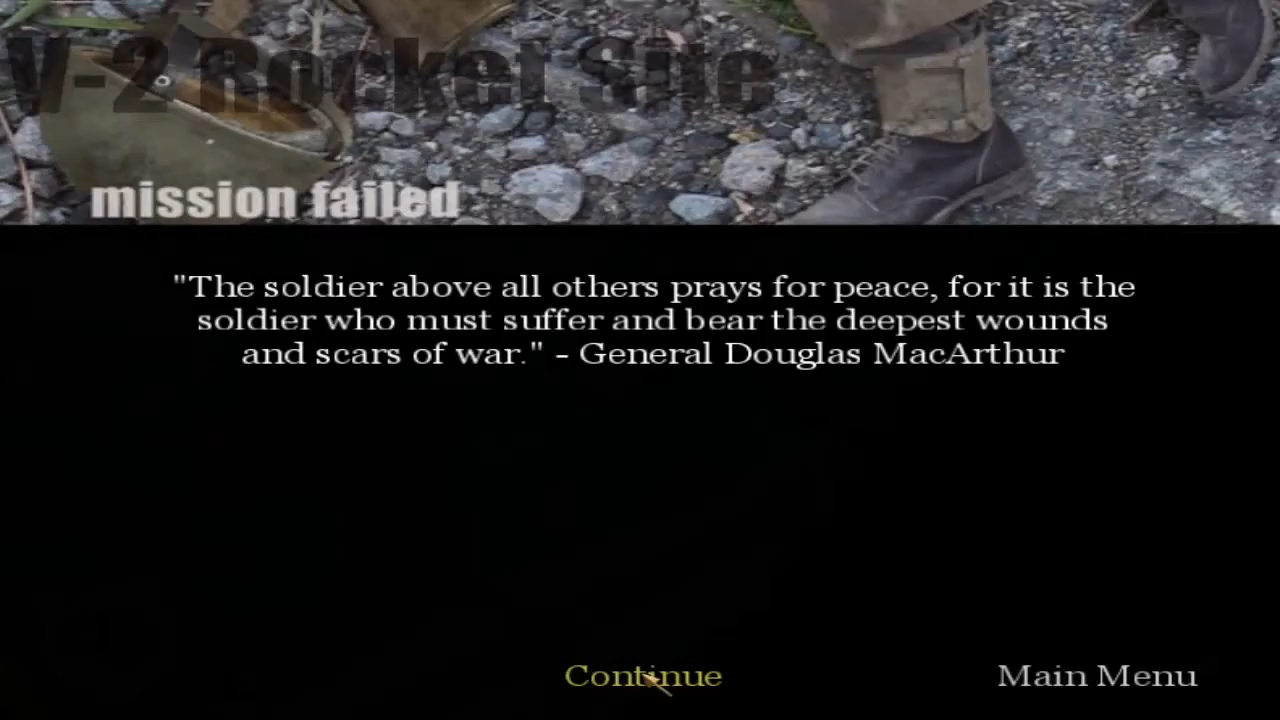 V-2 Rocket Site
mission failed
"The soldier above all others prays for peace, for it is the
soldier who must suffer and bear the deepest wounds
and scars of war." - General Douglas MacArthur
Continue
Main Menu